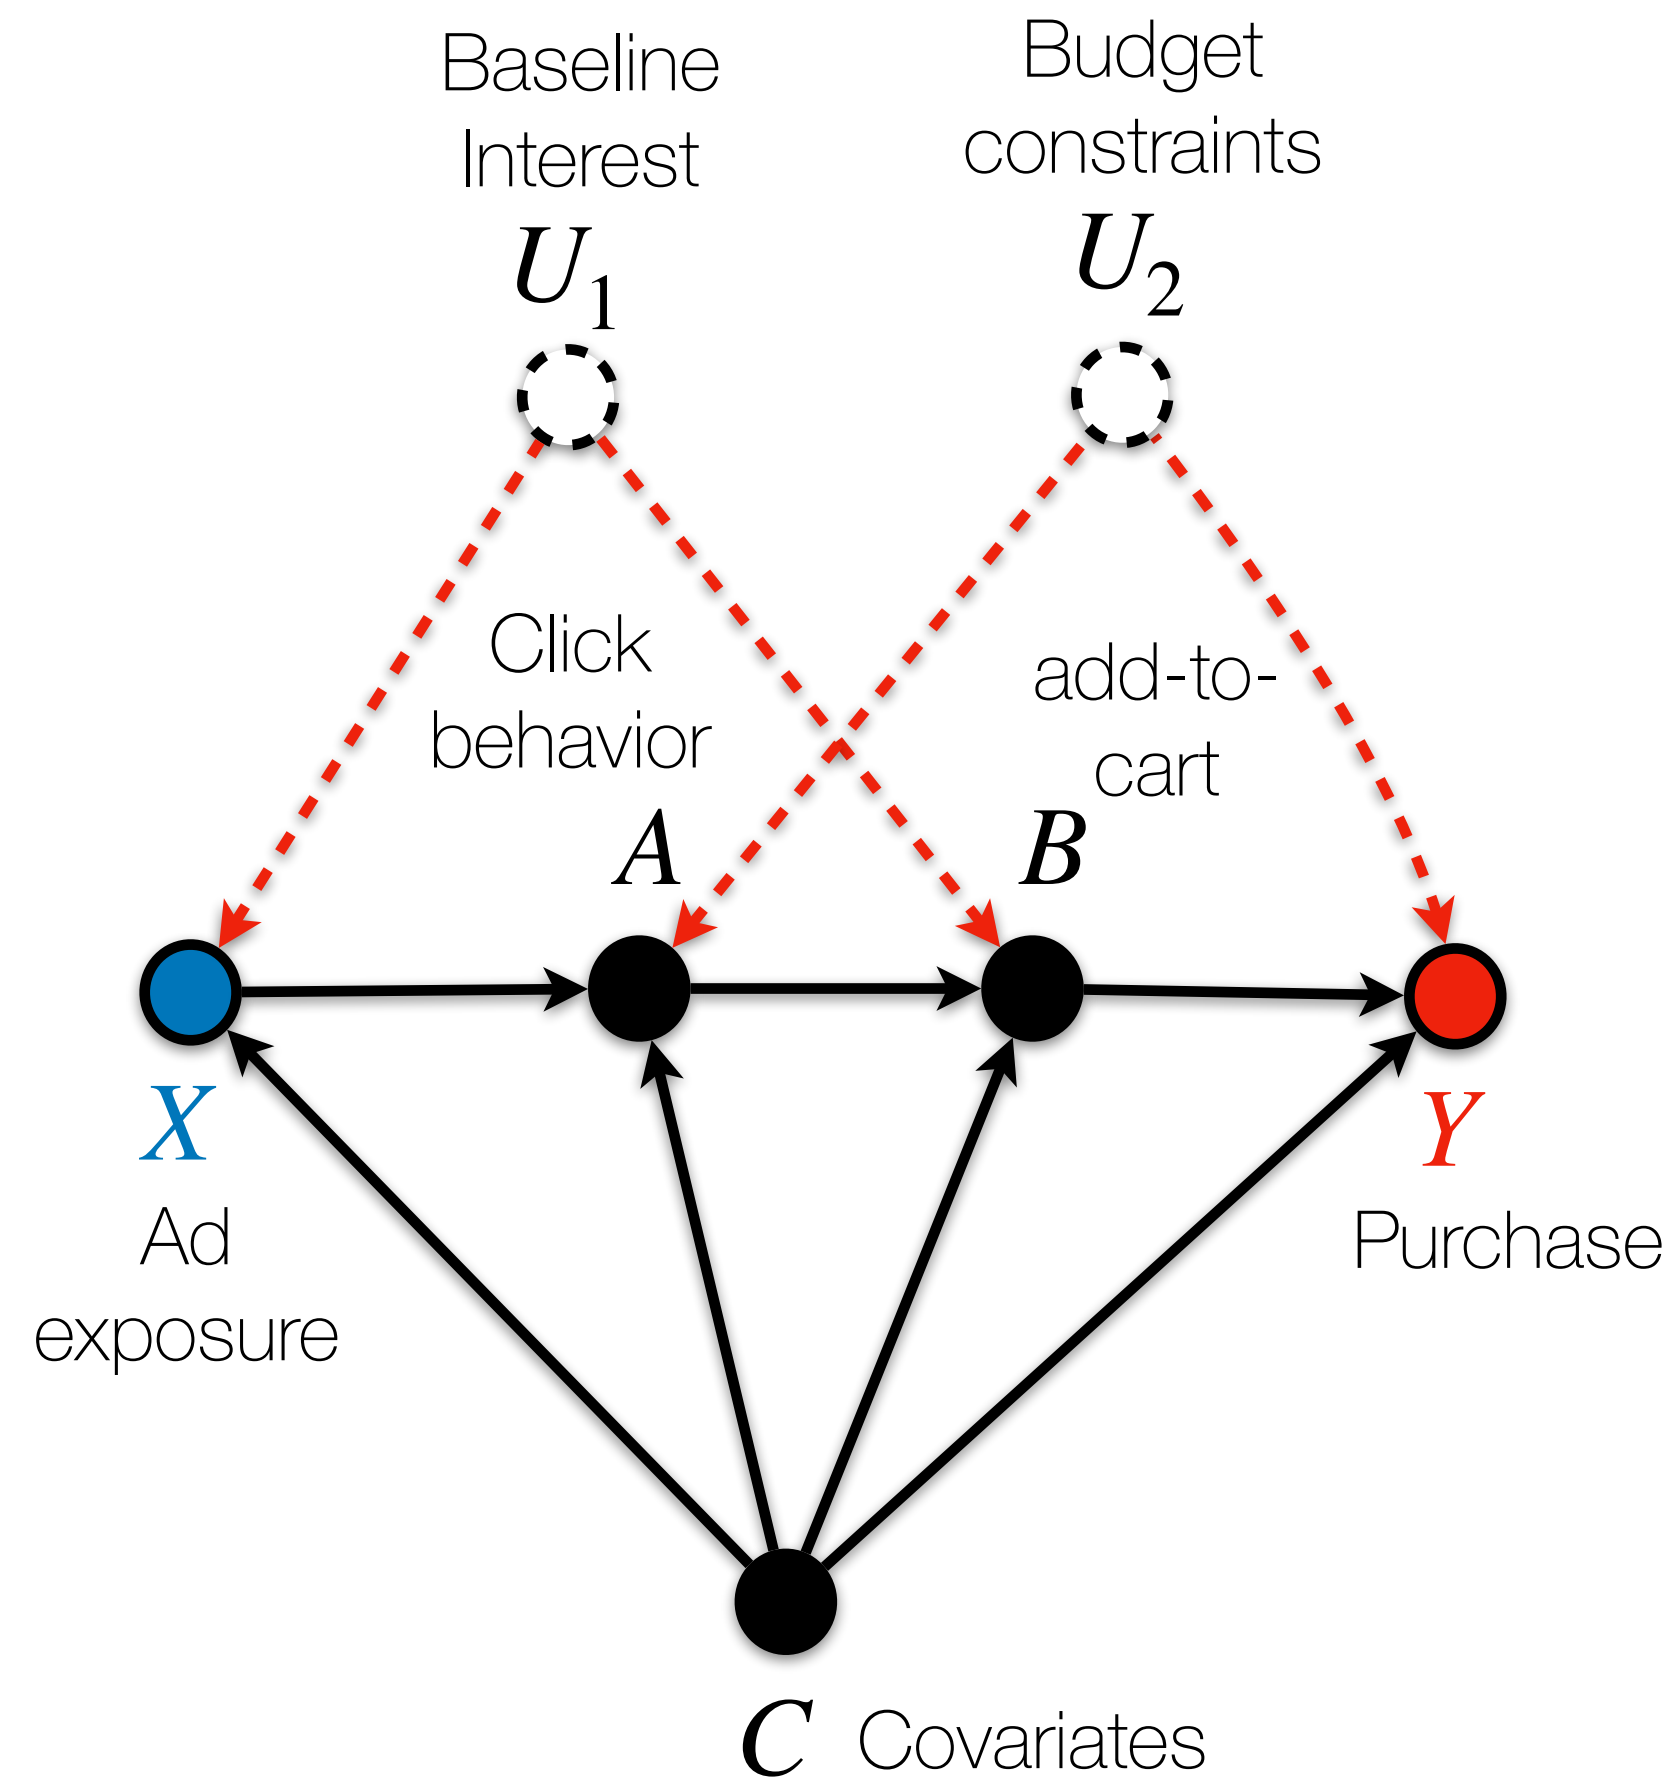 Baseline
Interest
U₁
Budget
constraints
U₂
Click
behavior
A
add-to-
cart
B
X
Ad
exposure
Y
Purchase
C Covariates